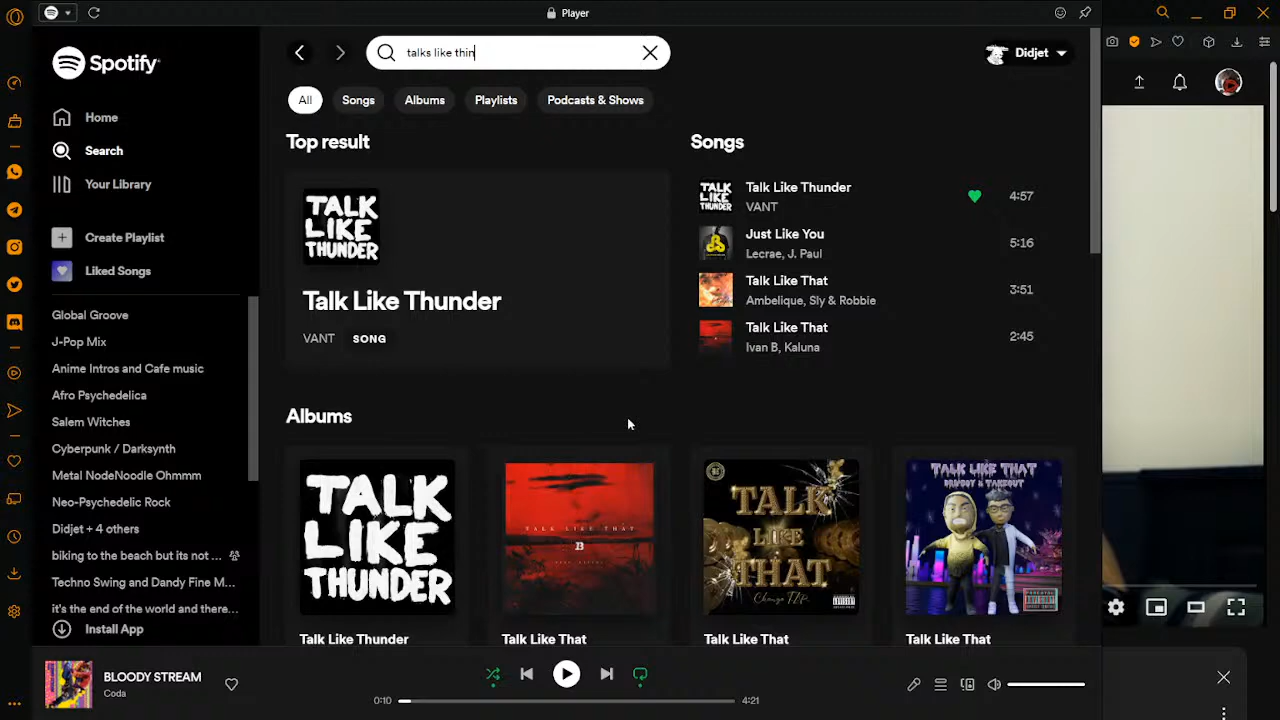 Player
Spotify
talks like thin
Didjet
Home
Search
Your Library
Create Playlist
Liked Songs
Global Groove
J-Pop Mix
Anime Intros and Cafe music
Afro Psychedelica
Salem Witches
Cyberpunk / Darksynth
Metal NodeNoodle Ohmmm
Neo-Psychedelic Rock
Didjet + 4 others
biking to the beach but its not ...
Techno Swing and Dandy Fine M...
it's the end of the world and there...
Install App
All
Songs
Albums
Playlists
Podcasts & Shows
Top result
TALK
LIKE
THUNDER
Talk Like Thunder
VANT
SONG
Songs
TALK
LIKE
THUNDER
Talk Like Thunder
VANT
4:57
Just Like You
Lecrae, J. Paul
5:16
Talk Like That
Ambelique, Sly & Robbie
3:51
Talk Like That
Ivan B, Kaluna
2:45
Albums
TALK
LIKE
THUNDER
Talk Like Thunder
TALK LIKE THAT
B
Talk Like That
TALK
LIKE
THAT
Talk Like That
TALK LIKE THAT
Talk Like That
BLOODY STREAM
Coda
0:10
4:21